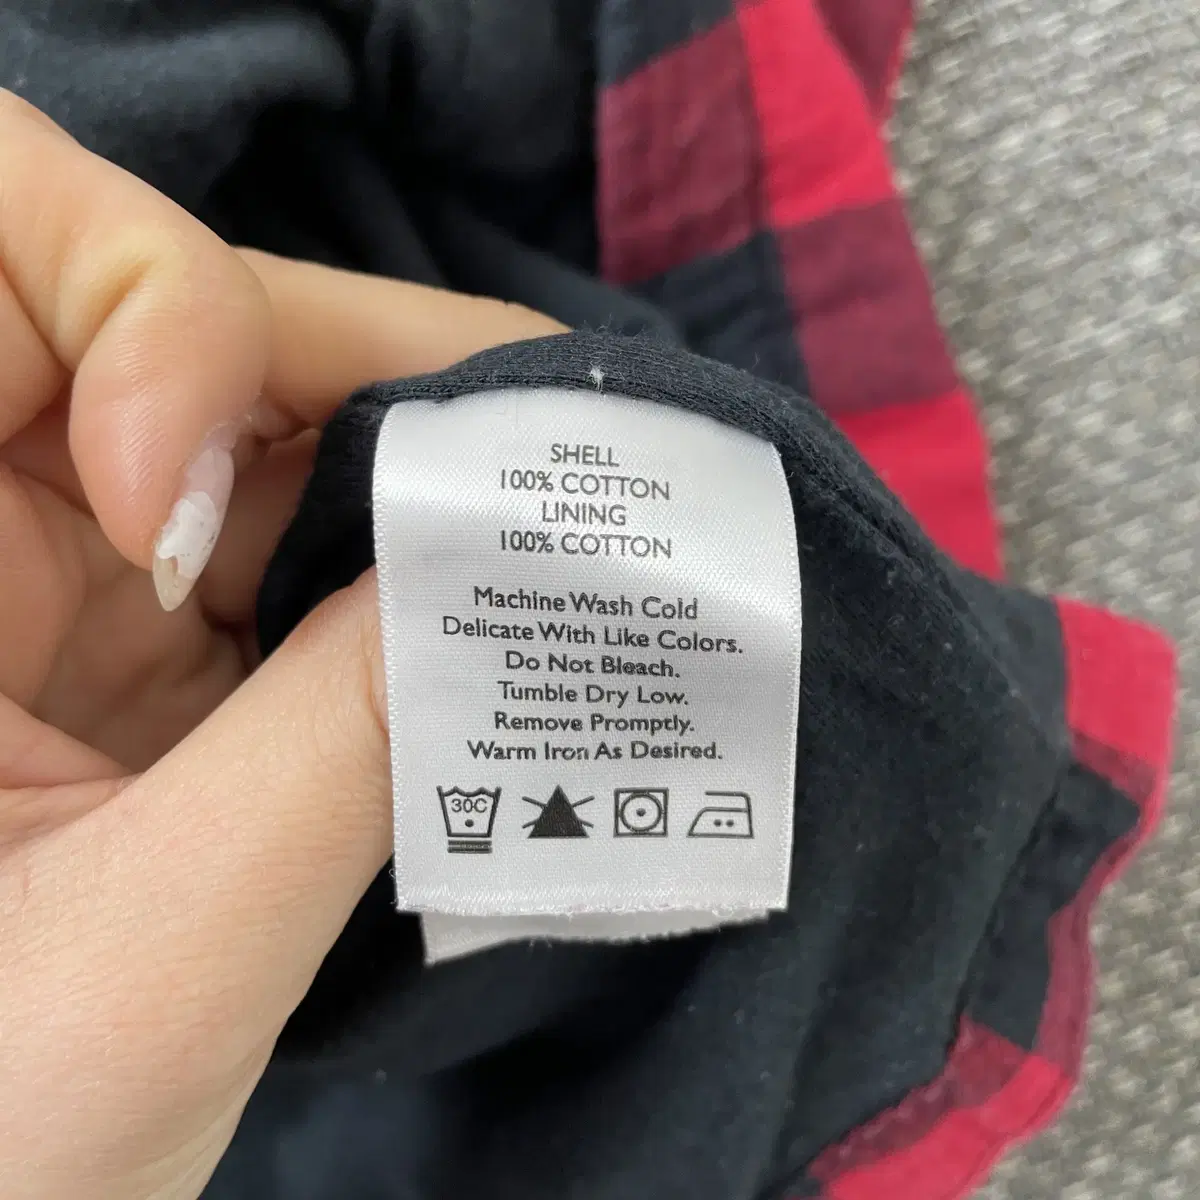 SHELL
100% COTTON
LINING
100% COTTON
Machine Wash Cold
Delicate With Like Colors.
Do Not Bleach.
Tumble Dry Low.
Remove Promptly.
Warm Iron As Desired.
30C